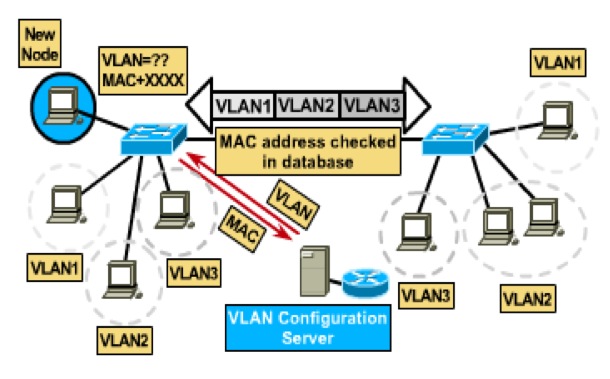 New
Node
VLAN=??
MAC+XXXX
VLAN1
VLAN1 VLAN2 VLAN3
MAC address checked
in database
VLAN
MAC
VLAN1
VLAN3
VLAN2
VLAN3
VLAN2
VLAN Configuration
Server